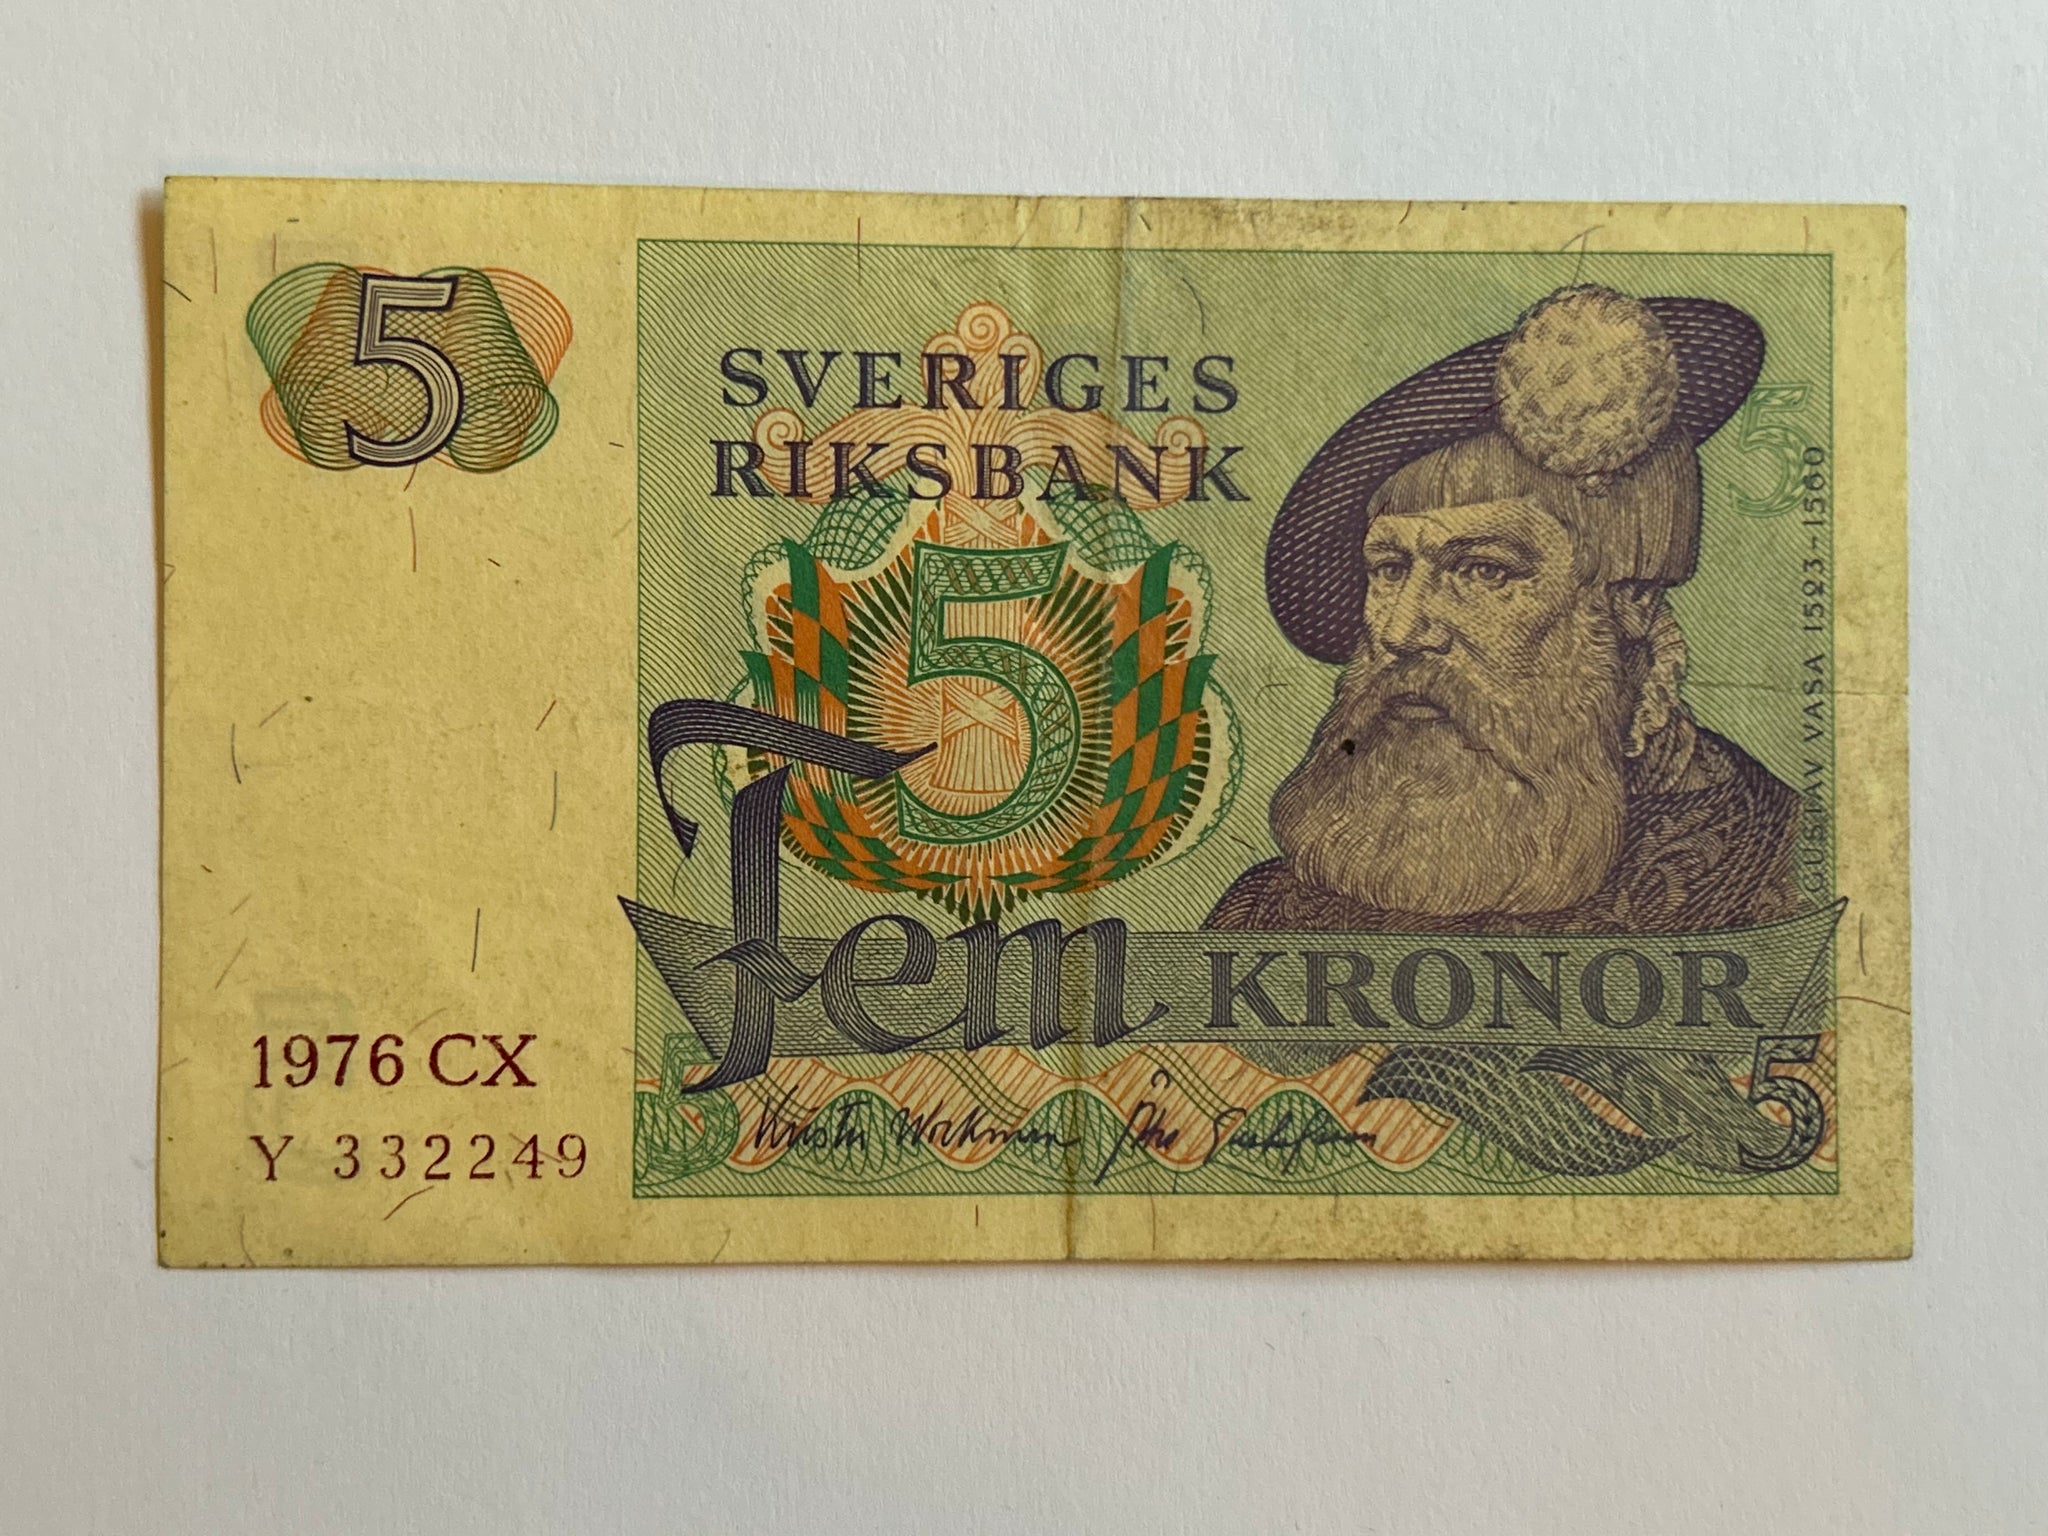 5
SVERIGES
RIKSBANK
5
5
GUSTAV VASA 1523-1560
Fem KRONOR
1976 CX
Y 332249
5
5